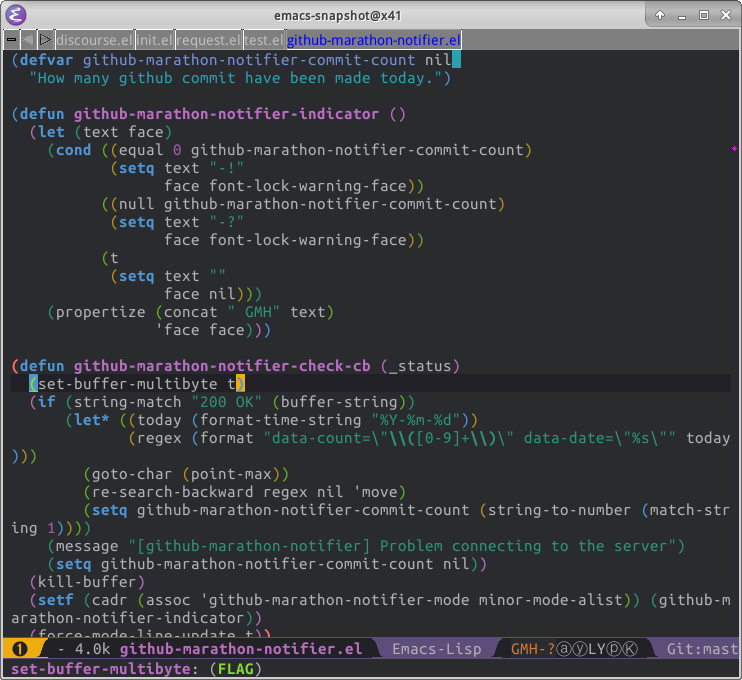 emacs-snapshot@x41
discourse.el init.el request.el test.el github-marathon-notifier.el
(defvar github-marathon-notifier-commit-count nil
  "How many github commit have been made today.")
(defun github-marathon-notifier-indicator ()
  (let (text face)
    (cond ((equal 0 github-marathon-notifier-commit-count)
           (setq text "-!"
                 face font-lock-warning-face))
          ((null github-marathon-notifier-commit-count)
           (setq text "-?"
                 face font-lock-warning-face))
          (t
           (setq text ""
                 face nil)))
    (propertize (concat " GMH" text)
                'face face)))
(defun github-marathon-notifier-check-cb (_status)
  (set-buffer-multibyte t)
  (if (string-match "200 OK" (buffer-string))
      (let* ((today (format-time-string "%Y-%m-%d"))
             (regex (format "data-count=\"\\([0-9]+\\)\" data-date=\"%s\"" today
)))
        (goto-char (point-max))
        (re-search-backward regex nil 'move)
        (setq github-marathon-notifier-commit-count (string-to-number (match-str
ing 1))))
    (message "[github-marathon-notifier] Problem connecting to the server")
    (setq github-marathon-notifier-commit-count nil))
  (kill-buffer)
  (setf (cadr (assoc 'github-marathon-notifier-mode minor-mode-alist)) (github-m
arathon-notifier-indicator))
  (force-mode-line-update t))
❶ - 4.0k github-marathon-notifier.el Emacs-Lisp GMH-?ⓐⓨLYⓟⓀ Git:mast
set-buffer-multibyte: (FLAG)